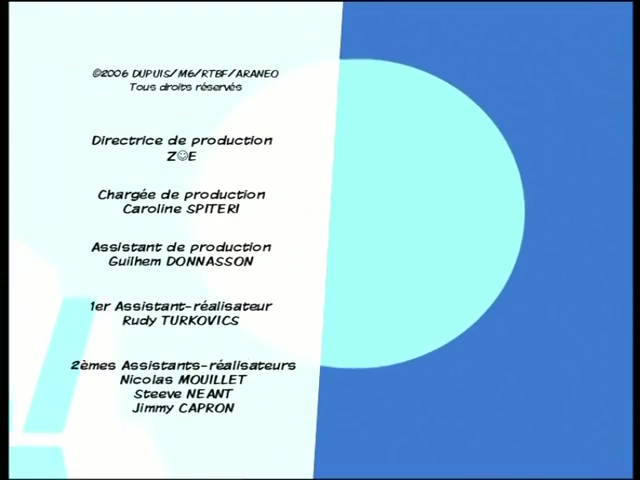 ©2006 DUPUIS/M6/RTBF/ARANEO
Tous droits réservés
Directrice de production
Z☺E
Chargée de production
Caroline SPITERI
Assistant de production
Guilhem DONNASSON
1er Assistant-réalisateur
Rudy TURKOVICS
2èmes Assistants-réalisateurs
Nicolas MOUILLET
Steeve NEANT
Jimmy CAPRON